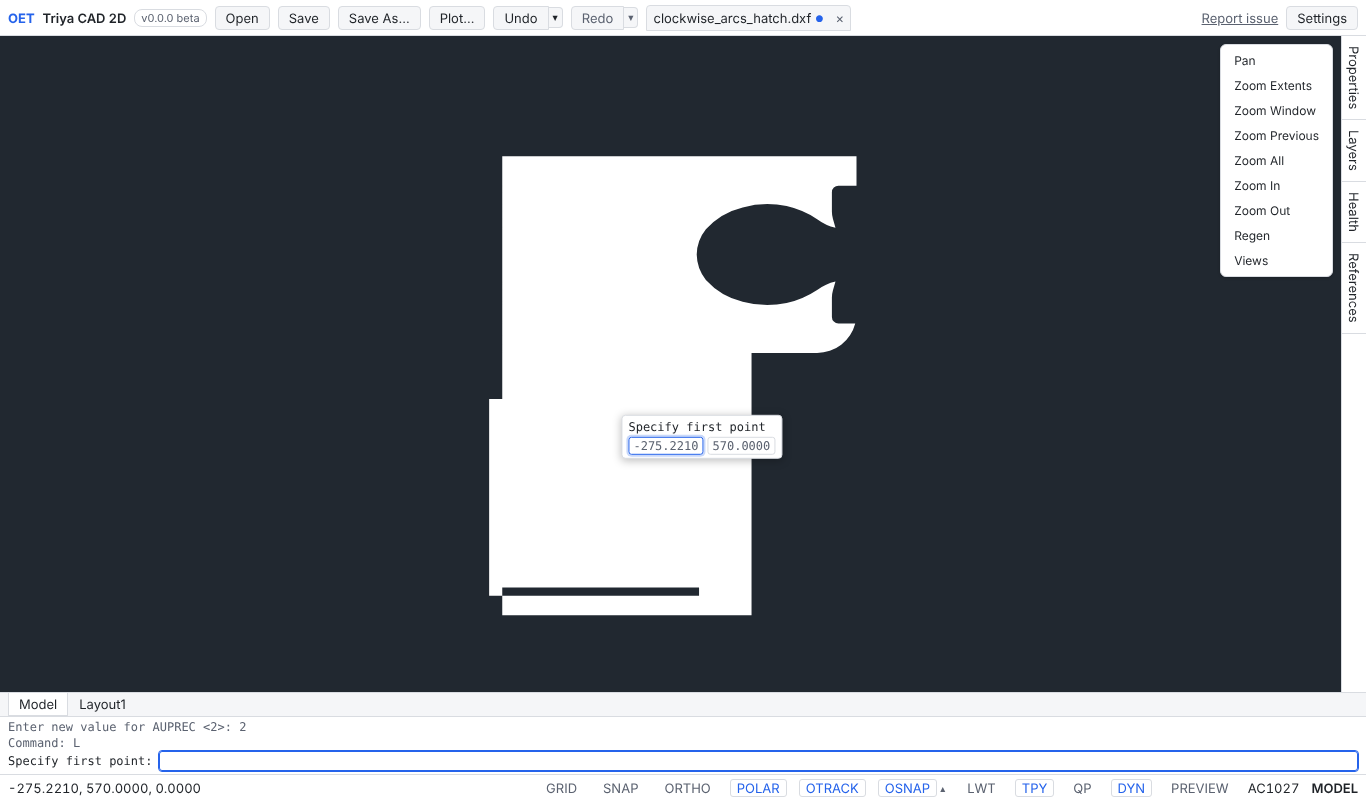 OET Triya CAD 2D v0.0.0 beta Open Save Save As... Plot... Undo ▾ Redo ▾ clockwise_arcs_hatch.dxf ● × Report issue Settings
Pan
Zoom Extents
Zoom Window
Zoom Previous
Zoom All
Zoom In
Zoom Out
Regen
Views
Properties
Layers
Health
References
Specify first point
-275.2210 570.0000
Model Layout1
Enter new value for AUPREC <2>: 2
Command: L
Specify first point:
-275.2210, 570.0000, 0.0000 GRID SNAP ORTHO POLAR OTRACK OSNAP ▴ LWT TPY QP DYN PREVIEW AC1027 MODEL